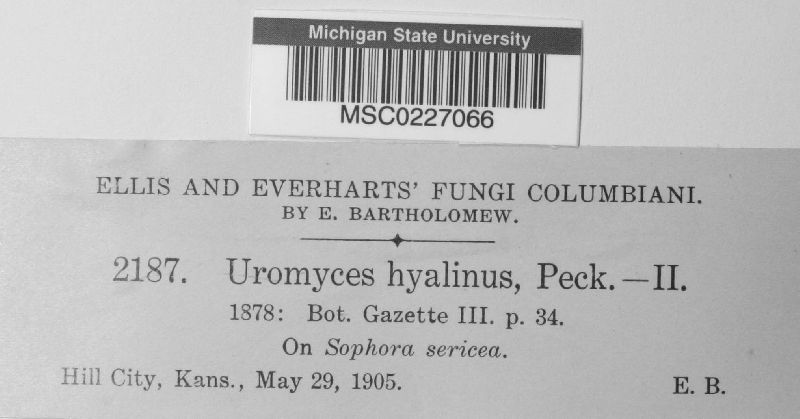 Michigan State University
MSC0227066
ELLIS AND EVERHARTS' FUNGI COLUMBIANI.
BY E. BARTHOLOMEW.
2187. Uromyces hyalinus, Peck.—II.
1878: Bot. Gazette III. p. 34.
On Sophora sericea.
Hill City, Kans., May 29, 1905. E. B.